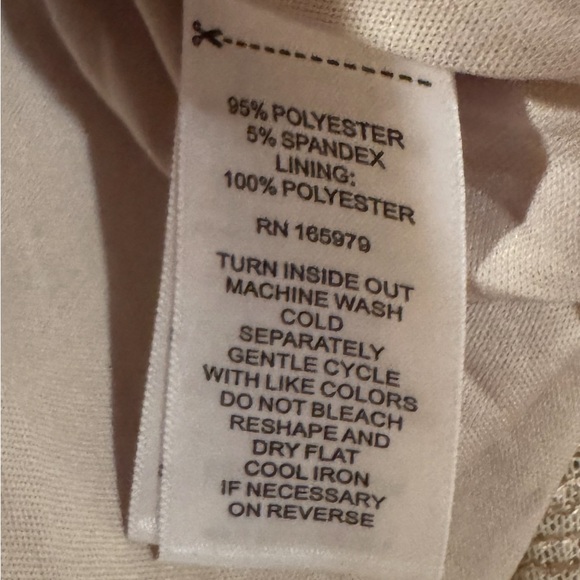 95% POLYESTER
5% SPANDEX
LINING:
100% POLYESTER
RN 165979
TURN INSIDE OUT
MACHINE WASH
COLD
SEPARATELY
GENTLE CYCLE
WITH LIKE COLORS
DO NOT BLEACH
RESHAPE AND
DRY FLAT
COOL IRON
IF NECESSARY
ON REVERSE